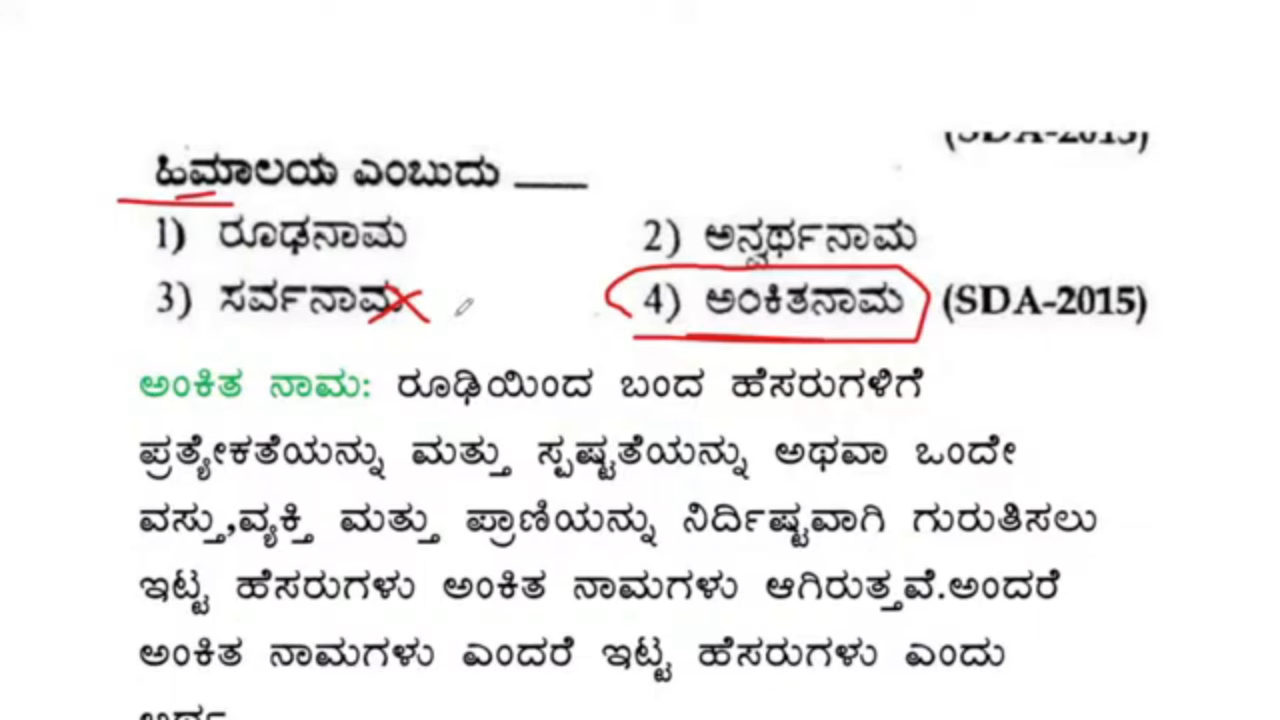 (SDA-2015)
ಹಿಮಾಲಯ ಎಂಬುದು ____
1) ರೂಢನಾಮ 2) ಅನ್ವರ್ಥನಾಮ
3) ಸರ್ವನಾಮ 4) ಅಂಕಿತನಾಮ (SDA-2015)
ಅಂಕಿತ ನಾಮ: ರೂಢಿಯಿಂದ ಬಂದ ಹೆಸರುಗಳಿಗೆ
ಪ್ರತ್ಯೇಕತೆಯನ್ನು ಮತ್ತು ಸ್ಪಷ್ಟತೆಯನ್ನು ಅಥವಾ ಒಂದೇ
ವಸ್ತು,ವ್ಯಕ್ತಿ ಮತ್ತು ಪ್ರಾಣಿಯನ್ನು ನಿರ್ದಿಷ್ಟವಾಗಿ ಗುರುತಿಸಲು
ಇಟ್ಟ ಹೆಸರುಗಳು ಅಂಕಿತ ನಾಮಗಳು ಆಗಿರುತ್ತವೆ.ಅಂದರೆ
ಅಂಕಿತ ನಾಮಗಳು ಎಂದರೆ ಇಟ್ಟ ಹೆಸರುಗಳು ಎಂದು